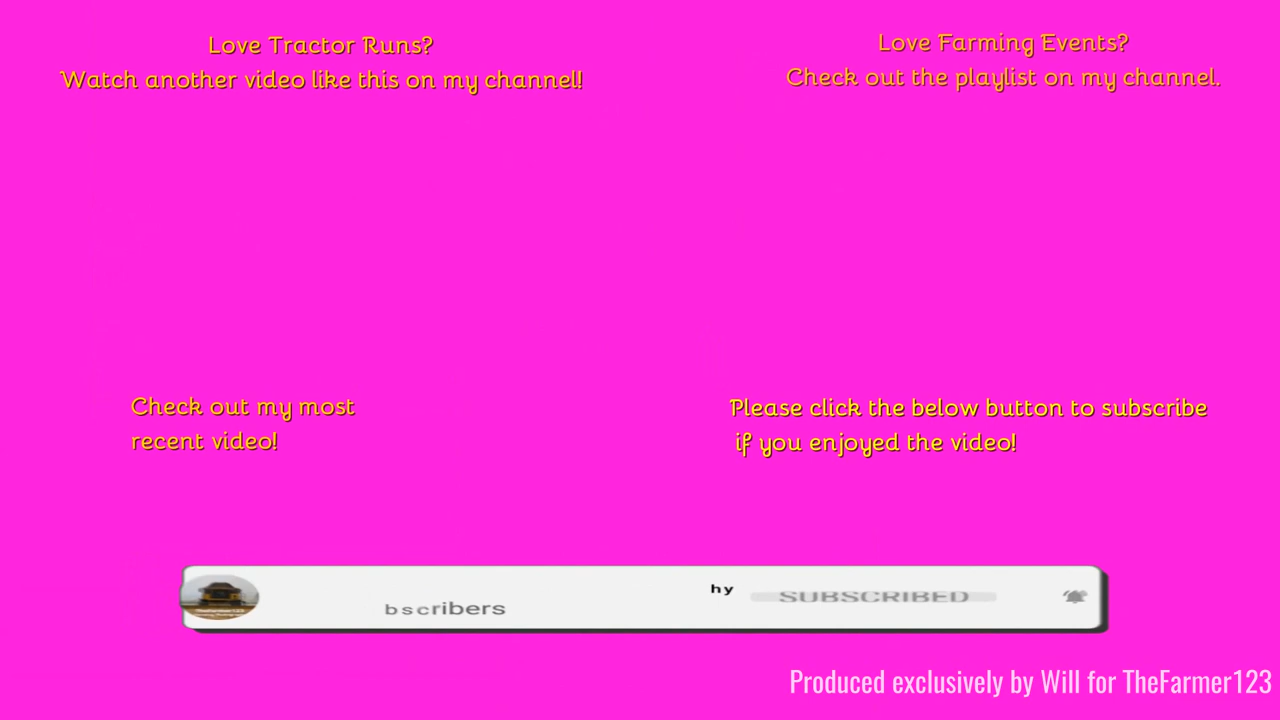 Love Tractor Runs?
Watch another video like this on my channel!
Love Farming Events?
Check out the playlist on my channel.
Check out my most
recent video!
Please click the below button to subscribe
if you enjoyed the video!
hy
SUBSCRIBED
bscribers
Produced exclusively by Will for TheFarmer123